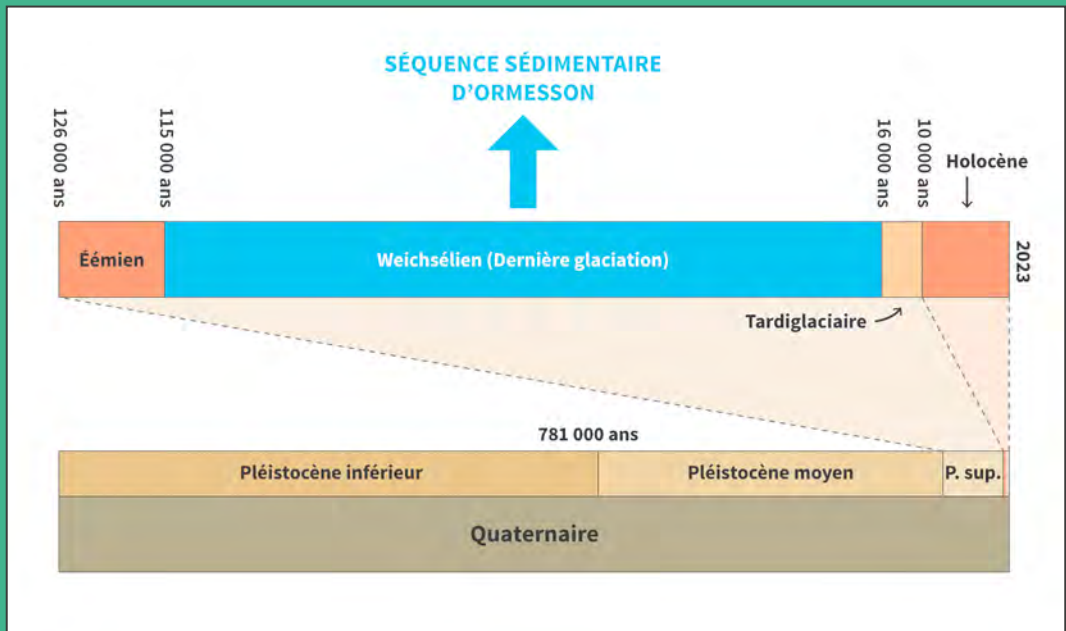 SÉQUENCE SÉDIMENTAIRE
D'ORMESSON
126 000 ans
115 000 ans
16 000 ans
10 000 ans
Holocène
Éémien
Weichsélien (Dernière glaciation)
2023
Tardiglaciaire
781 000 ans
Pléistocène inférieur
Pléistocène moyen
P. sup.
Quaternaire